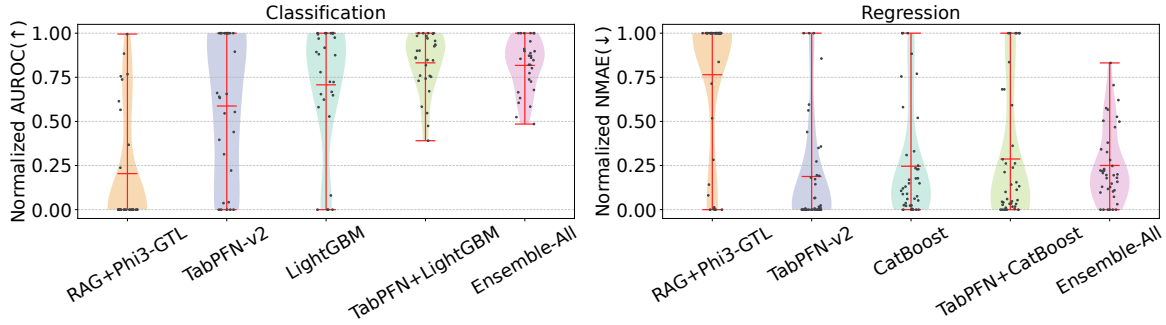 Classification
Normalized AUROC(↑)
1.00
0.75
0.50
0.25
0.00
RAG+Phi3-GTL
TabPFN-v2
LightGBM
TabPFN+LightGBM
Ensemble-All
Regression
Normalized NMAE(↓)
1.00
0.75
0.50
0.25
0.00
RAG+Phi3-GTL
TabPFN-v2
CatBoost
TabPFN+CatBoost
Ensemble-All